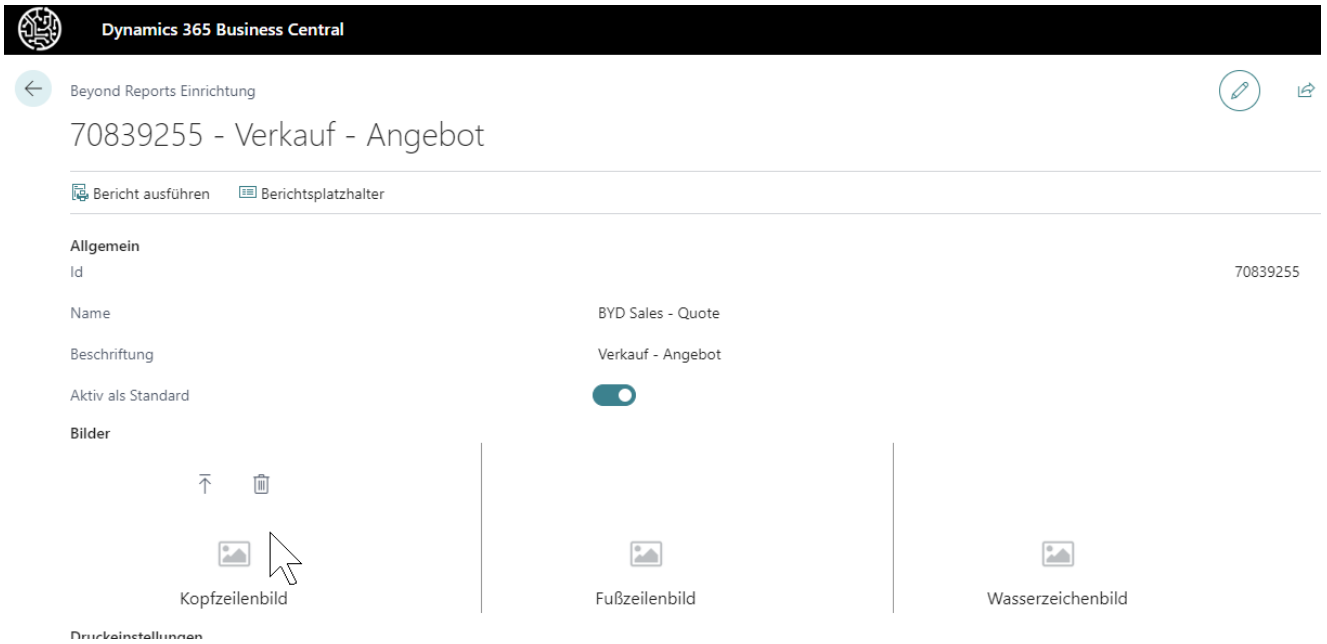 Dynamics 365 Business Central
Beyond Reports Einrichtung
70839255 - Verkauf - Angebot
Bericht ausführen Berichtsplatzhalter
Allgemein
Id 70839255
Name BYD Sales - Quote
Beschriftung Verkauf - Angebot
Aktiv als Standard
Bilder
Kopfzeilenbild Fußzeilenbild Wasserzeichenbild
Druckeinstellungen